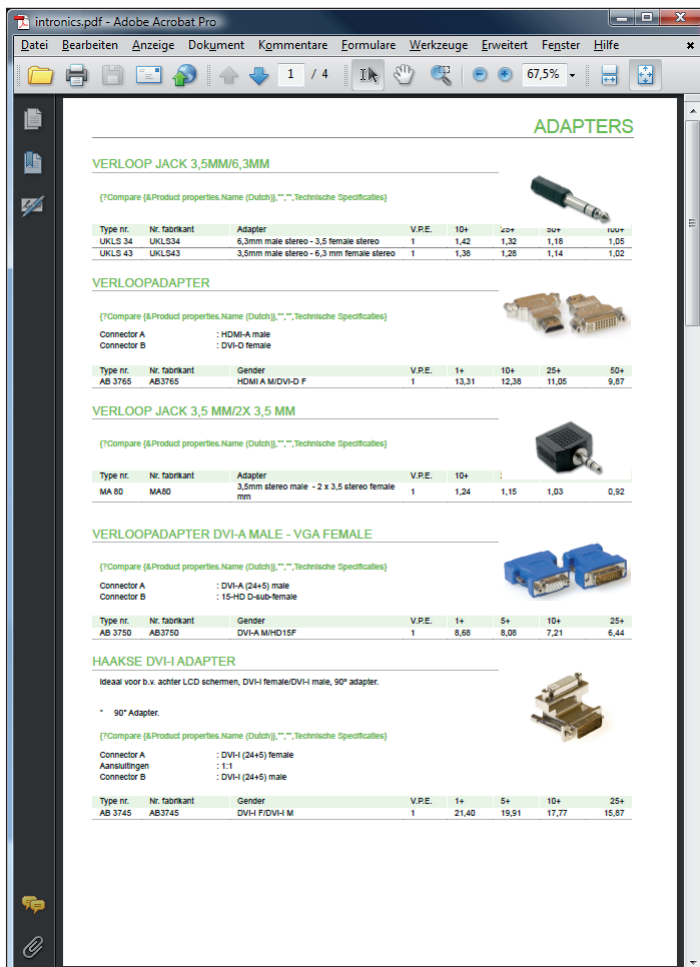 intronics.pdf - Adobe Acrobat Pro
Datei Bearbeiten Anzeige Dokument Kommentare Formulare Werkzeuge Erweitert Fenster Hilfe
1 / 4 67,5%
ADAPTERS
VERLOOP JACK 3,5MM/6,3MM
{?Compare {&Product properties.Name (Dutch)},"","",Technische Specificaties}
Type nr. Nr. fabrikant Adapter V.P.E. 10+ 25+ 50+ 100+
UKLS 34 UKLS34 6,3mm male stereo - 3,5 female stereo 1 1,42 1,32 1,18 1,05
UKLS 43 UKLS43 3,5mm male stereo - 6,3 mm female stereo 1 1,38 1,28 1,14 1,02
VERLOOPADAPTER
{?Compare {&Product properties.Name (Dutch)},"","",Technische Specificaties}
Connector A : HDMI-A male
Connector B : DVI-D female
Type nr. Nr. fabrikant Gender V.P.E. 1+ 10+ 25+ 50+
AB 3765 AB3765 HDMI A M/DVI-D F 1 13,31 12,38 11,05 9,87
VERLOOP JACK 3,5 MM/2X 3,5 MM
{?Compare {&Product properties.Name (Dutch)},"","",Technische Specificaties}
Type nr. Nr. fabrikant Adapter V.P.E. 10+
MA 80 MA80 3,5mm stereo male - 2 x 3,5 stereo female mm 1 1,24 1,15 1,03 0,92
VERLOOPADAPTER DVI-A MALE - VGA FEMALE
{?Compare {&Product properties.Name (Dutch)},"","",Technische Specificaties}
Connector A : DVI-A (24+5) male
Connector B : 15-HD D-sub-female
Type nr. Nr. fabrikant Gender V.P.E. 1+ 5+ 10+ 25+
AB 3750 AB3750 DVI-A M/HD15F 1 8,68 8,08 7,21 6,44
HAAKSE DVI-I ADAPTER
Ideaal voor b.v. achter LCD schermen, DVI-I female/DVI-I male, 90º adapter.
* 90° Adapter.
{?Compare {&Product properties.Name (Dutch)},"","",Technische Specificaties}
Connector A : DVI-I (24+5) female
Aansluitingen : 1:1
Connector B : DVI-I (24+5) male
Type nr. Nr. fabrikant Gender V.P.E. 1+ 5+ 10+ 25+
AB 3745 AB3745 DVI-I F/DVI-I M 1 21,40 19,91 17,77 15,87